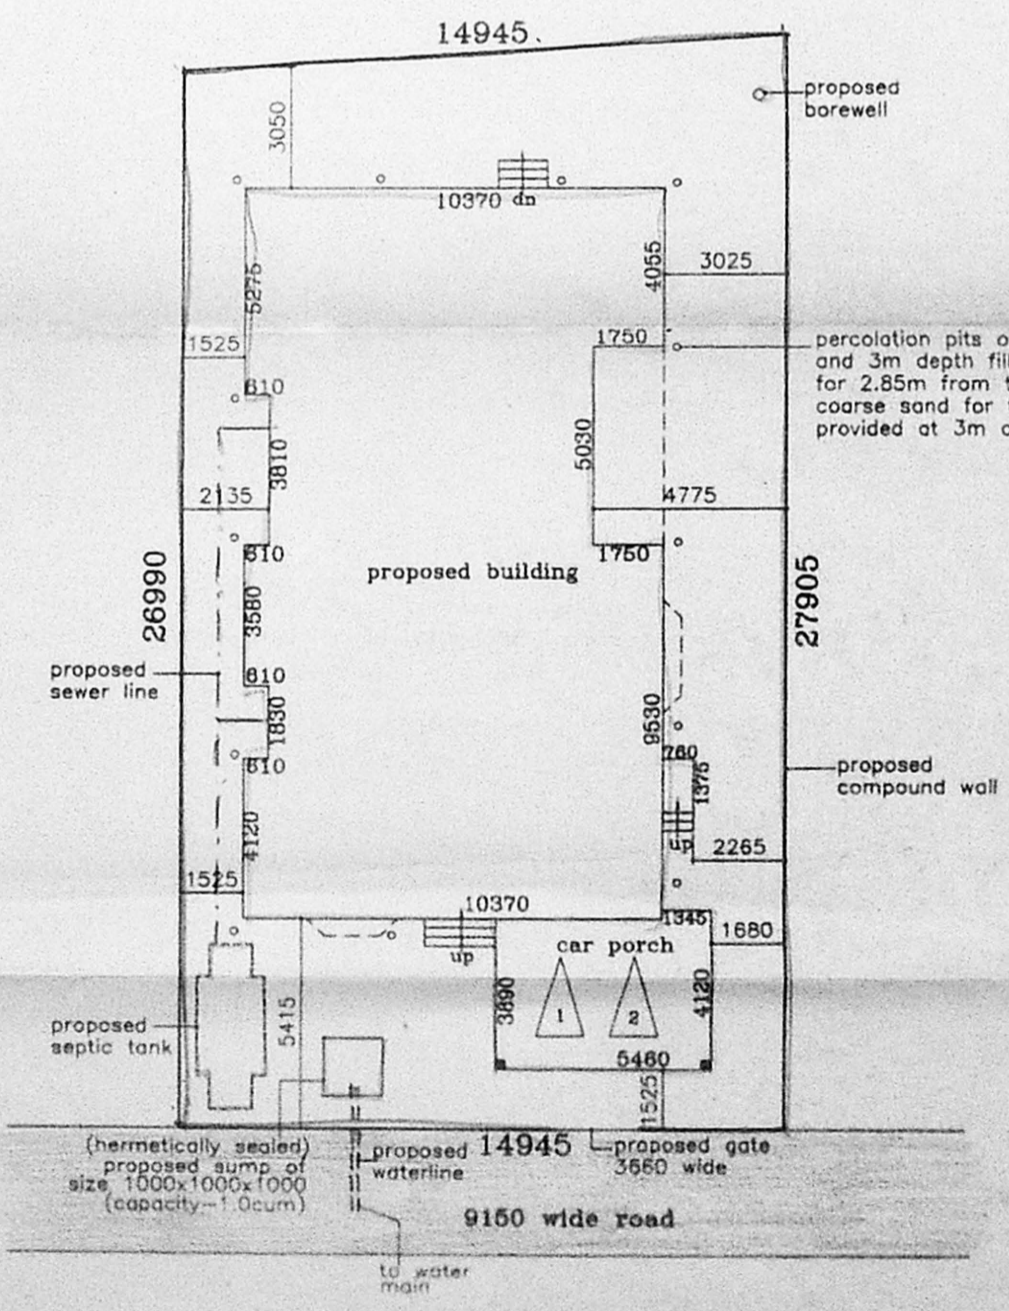 14945.
proposed
borewell
3050
10370 dn
4055
3025
5275
1525
1750
percolation pits
and 3m depth
for 2.85m from
coarse sand for
provided at 3m
610
3810
5030
2135
4775
610
1750
proposed building
26990
27905
3580
proposed
sewer line
610
1830
9530
760
1375
610
proposed
compound wall
4120
up
2265
1525
10370
1345
1680
up
car porch
3890
4120
1
2
5415
proposed
septic tank
5460
1525
(hermetically sealed)
proposed sump of
size 1000x1000x1000
(capacity-1.0cum)
proposed
waterline
14945
proposed gate
3660 wide
9150 wide road
to water
main